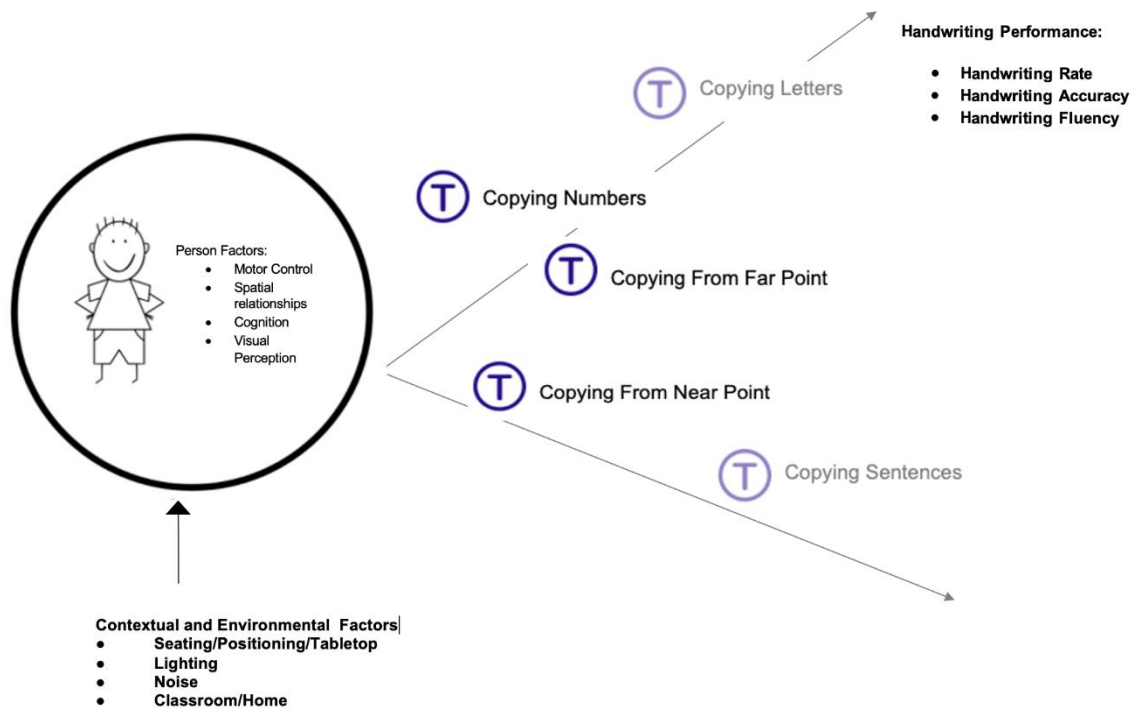 Handwriting Performance:
● Handwriting Rate
● Handwriting Accuracy
● Handwriting Fluency
T Copying Letters
T Copying Numbers
Person Factors:
● Motor Control
● Spatial
relationships
● Cognition
● Visual
Perception
T Copying From Far Point
T Copying From Near Point
T Copying Sentences
Contextual and Environmental Factors
● Seating/Positioning/Tabletop
● Lighting
● Noise
● Classroom/Home